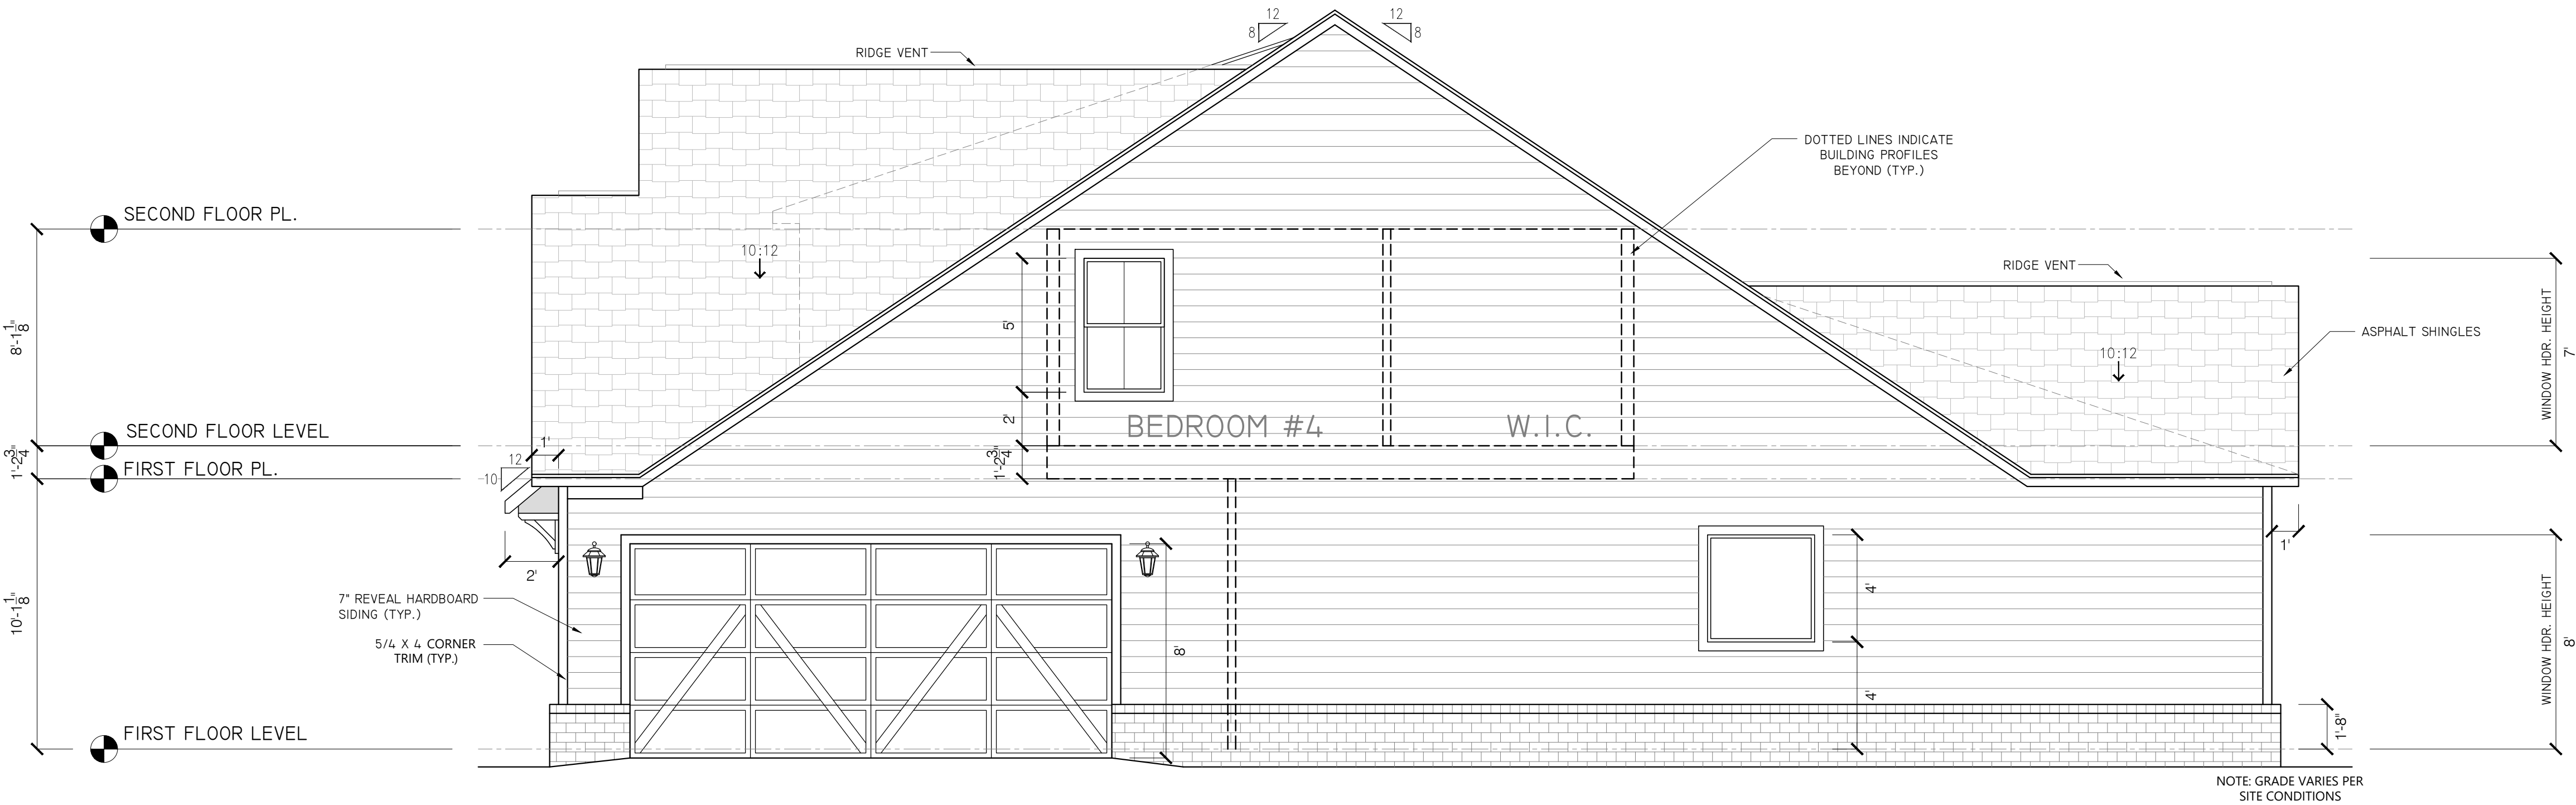 12
8
12
8
RIDGE VENT
DOTTED LINES INDICATE
BUILDING PROFILES
BEYOND (TYP.)
SECOND FLOOR PL.
10:12
RIDGE VENT
ASPHALT SHINGLES
10:12
WINDOW HDR. HEIGHT
7'
8'-1 1/8"
5'
2'
1'-2 3/4"
BEDROOM #4
W.I.C.
SECOND FLOOR LEVEL
1'-2 3/4"
FIRST FLOOR PL.
1'
12
10
2'
1'
10'-1 1/8"
7" REVEAL HARDBOARD
SIDING (TYP.)
5/4 X 4 CORNER
TRIM (TYP.)
8'
4'
4'
WINDOW HDR. HEIGHT
8'
1'-8"
FIRST FLOOR LEVEL
NOTE: GRADE VARIES PER
SITE CONDITIONS